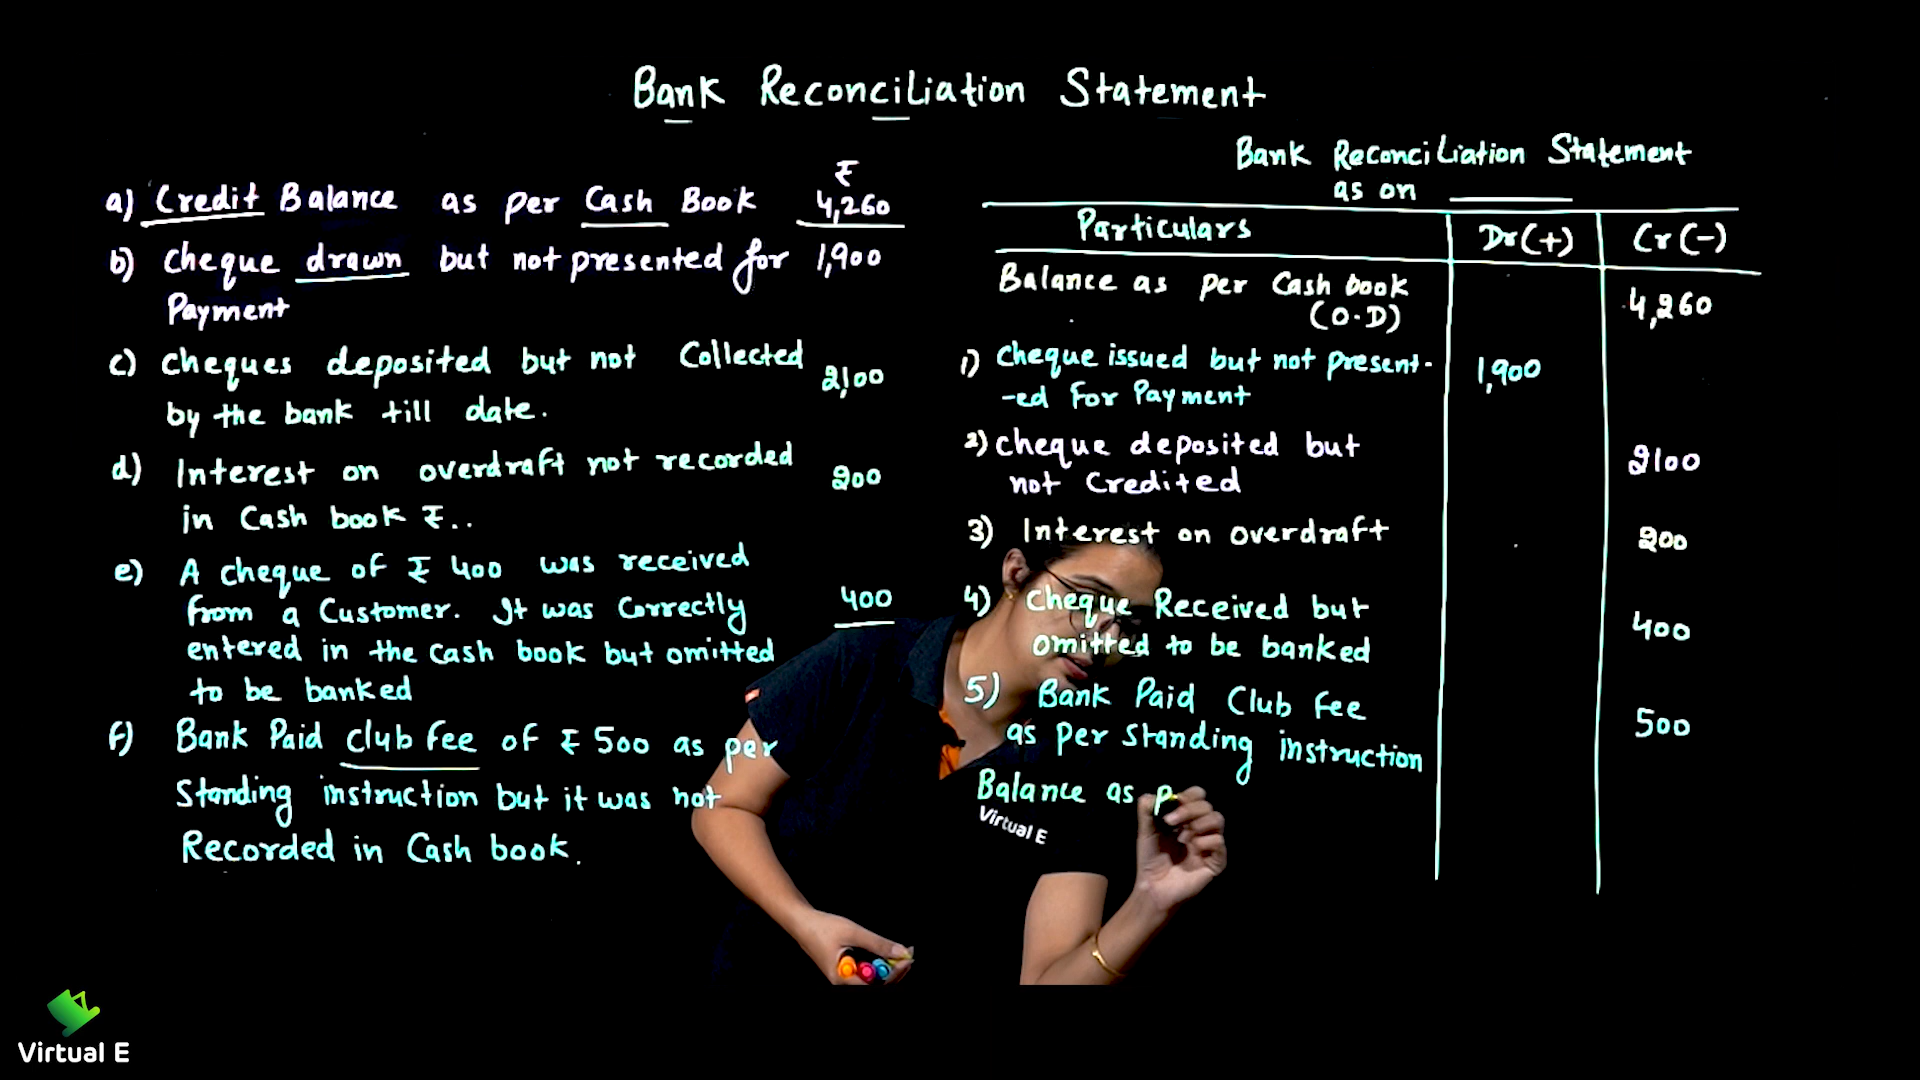 Bank Reconciliation Statement
₹
a) Credit Balance as per Cash Book 4,260
b) Cheque drawn but not presented for 1,900
Payment
c) Cheques deposited but not Collected
2,100
by the bank till date.
d) Interest on overdraft not recorded
200
in Cash book ₹..
e) A cheque of ₹ 400 was received
from a Customer. It was Correctly 400
entered in the cash book but omitted
to be banked
f) Bank Paid club fee of ₹ 500 as per
Standing instruction but it was not
Recorded in Cash book.
Bank Reconciliation Statement
as on
Particulars Dr(+) Cr(-)
Balance as per Cash book
(O.D) 4,260
1) Cheque issued but not present- 1,900
-ed For Payment
2) cheque deposited but
not Credited 2100
3) Interest on overdraft 200
4) Cheque Received but
omitted to be banked 400
5) Bank Paid Club Fee
as per standing instruction 500
Balance as P
Virtual E
Virtual E